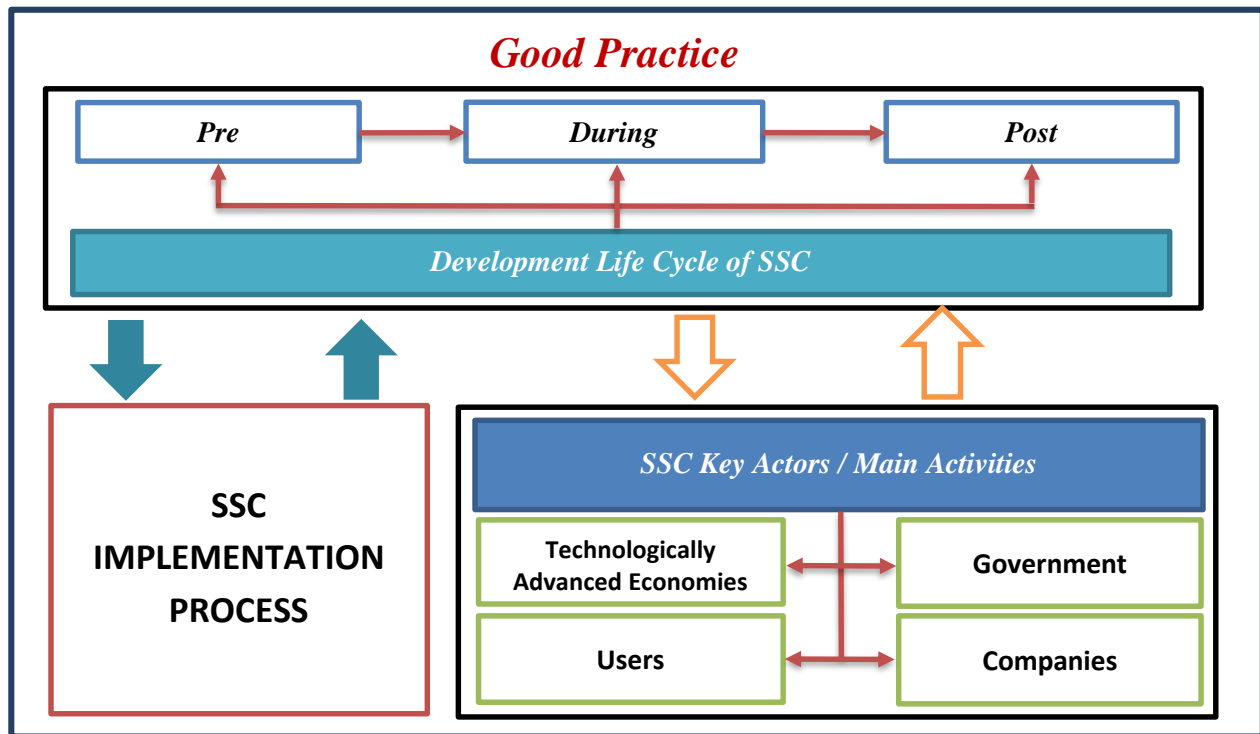 Good Practice
Pre
During
Post
Development Life Cycle of SSC
SSC
IMPLEMENTATION
PROCESS
SSC Key Actors / Main Activities
Technologically
Advanced Economies
Government
Users
Companies